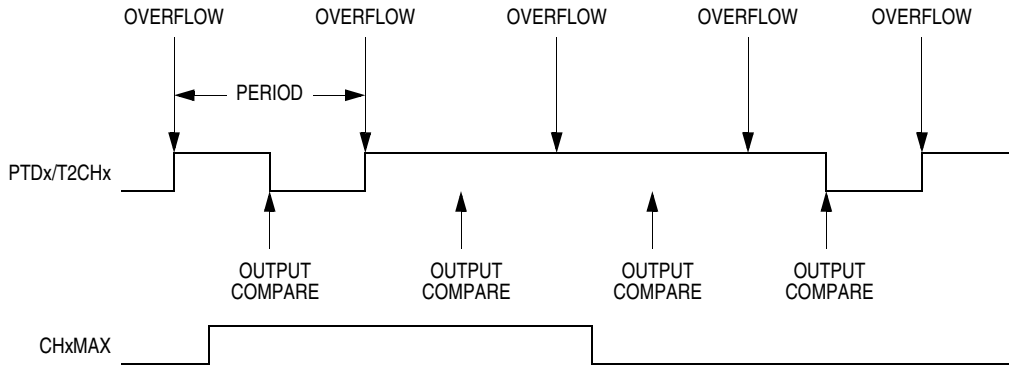 OVERFLOW OVERFLOW OVERFLOW OVERFLOW OVERFLOW
PERIOD
PTDx/T2CHx
OUTPUT COMPARE
OUTPUT COMPARE
OUTPUT COMPARE
OUTPUT COMPARE
CHxMAX